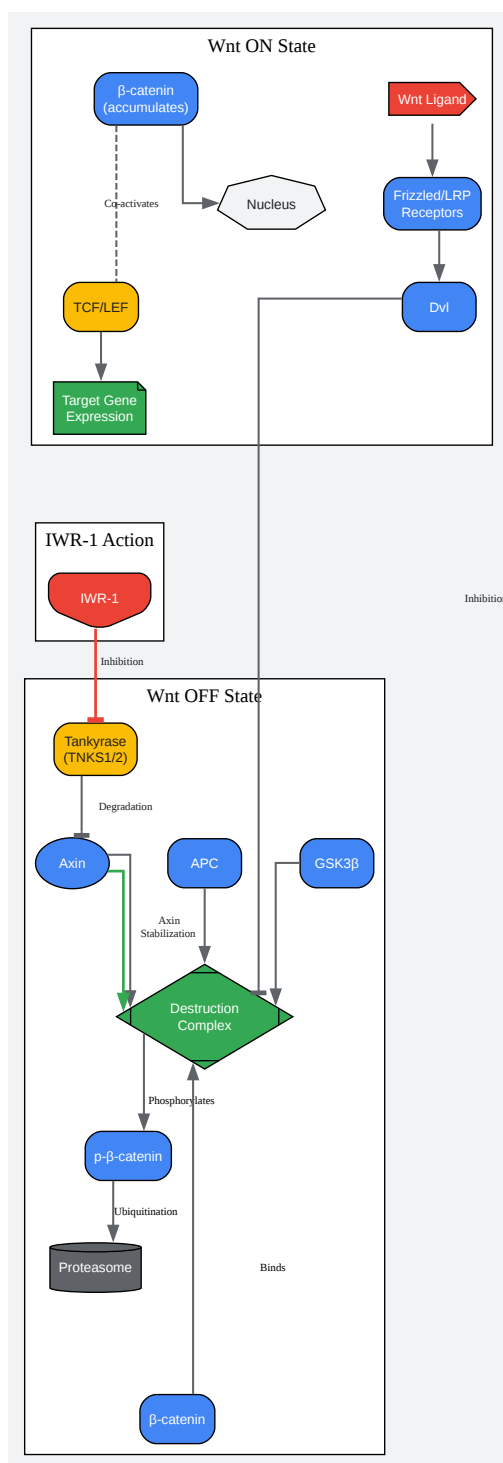 Wnt ON State
β-catenin
(accumulates)
Wnt Ligand
Co-activates
Nucleus
Frizzled/LRP
Receptors
TCF/LEF
Dvl
Target Gene
Expression
IWR-1 Action
IWR-1
Inhibition
Inhibition
Wnt OFF State
Tankyrase
(TNKS1/2)
Degradation
Axin
APC
GSK3β
Axin
Stabilization
Destruction
Complex
Phosphorylates
p-β-catenin
Ubiquitination
Proteasome
Binds
β-catenin